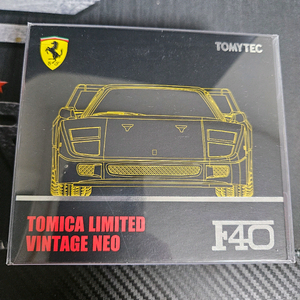 TOMYTEC
TOMICA LIMITED
VINTAGE NEO
F40